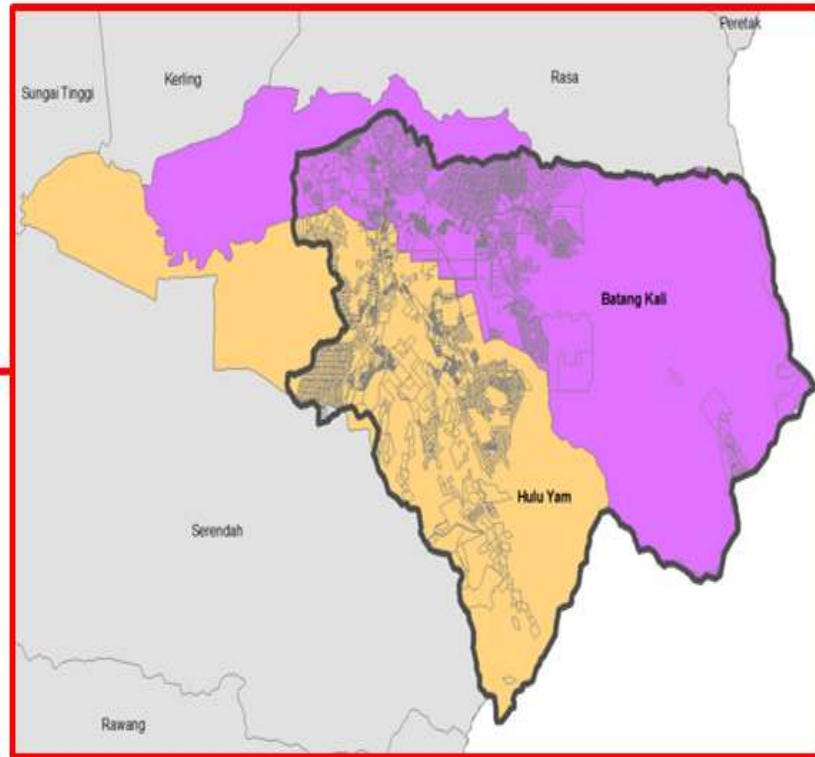 Peretak
Kerling
Rasa
Sungai Tinggi
Batang Kali
Hulu Yam
Serendah
Rawang